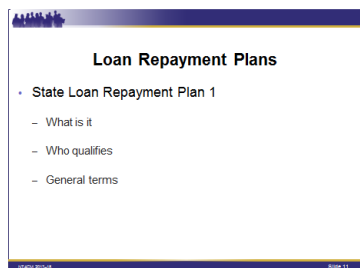 Loan Repayment Plans
• State Loan Repayment Plan 1
– What is it
– Who qualifies
– General terms
Slide 11